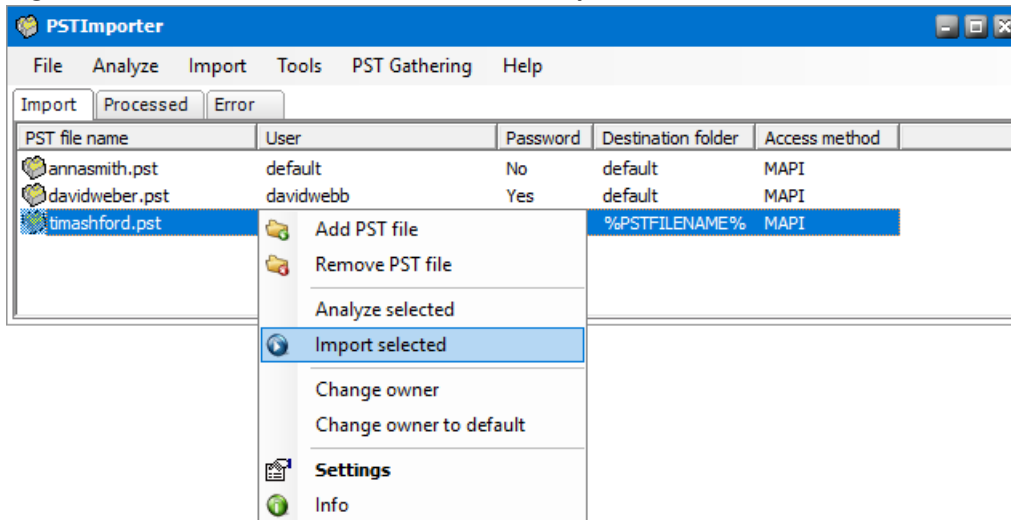 PSTImporter
File Analyze Import Tools PST Gathering Help
Import Processed Error
PST file name User Password Destination folder Access method
annasmith.pst default No default MAPI
davidweber.pst davidwebb Yes default MAPI
timashford.pst %PSTFILENAME% MAPI
Add PST file
Remove PST file
Analyze selected
Import selected
Change owner
Change owner to default
Settings
Info